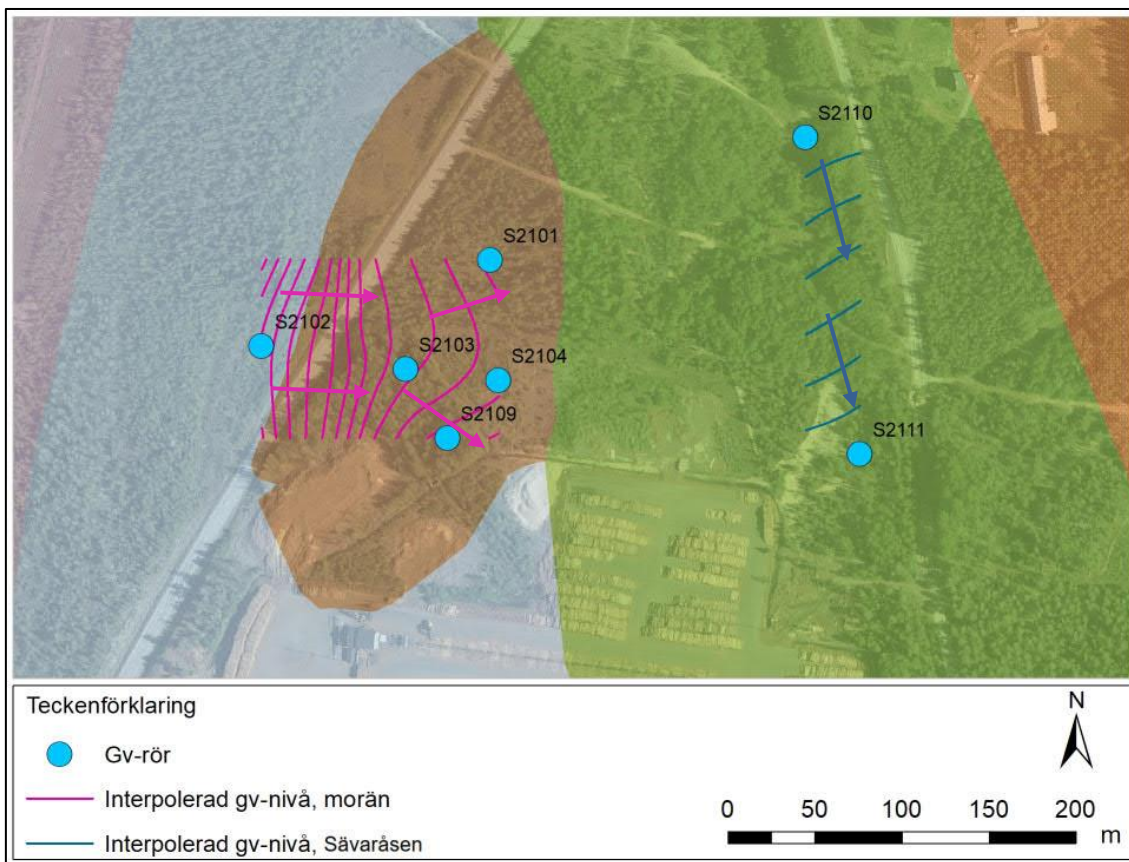 S2110
S2101
S2102
S2103
S2104
S2109
S2111
Teckenförklaring
N
Gv-rör
Interpolerad gv-nivå, morän
Interpolerad gv-nivå, Sävaråsen
0 50 100 150 200
m